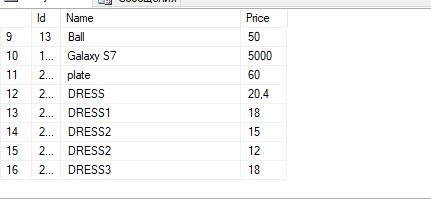 Сообщения
Id Name Price
9 13 Ball 50
10 1... Galaxy S7 5000
11 2... plate 60
12 2... DRESS 20,4
13 2... DRESS1 18
14 2... DRESS2 15
15 2... DRESS2 12
16 2... DRESS3 18